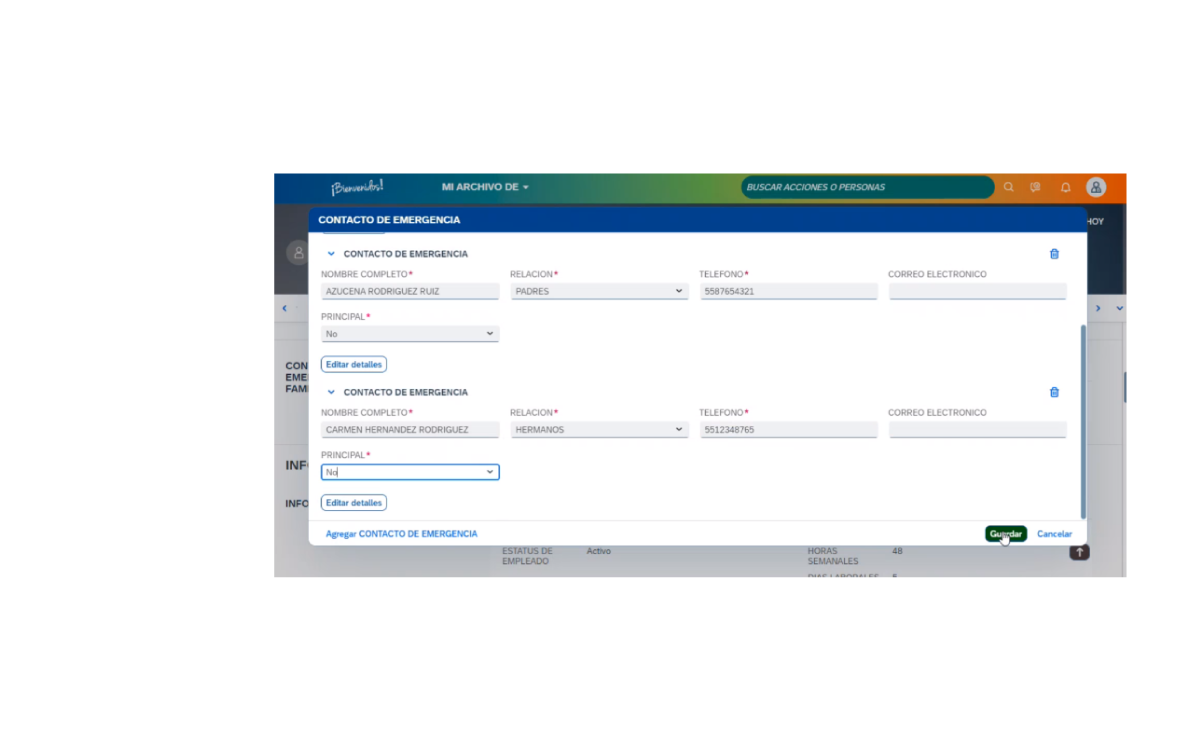 ¡Bienvenidos!
MI ARCHIVO DE
BUSCAR ACCIONES O PERSONAS
CONTACTO DE EMERGENCIA
HOY
CONTACTO DE EMERGENCIA
NOMBRE COMPLETO* RELACION* TELEFONO* CORREO ELECTRONICO
AZUCENA RODRIGUEZ RUIZ PADRES 5587654321
PRINCIPAL*
No
Editar detalles
CON
EME
FAM
CONTACTO DE EMERGENCIA
NOMBRE COMPLETO* RELACION* TELEFONO* CORREO ELECTRONICO
CARMEN HERNANDEZ RODRIGUEZ HERMANOS 5512348765
PRINCIPAL*
INF
No
INFO
Editar detalles
Agregar CONTACTO DE EMERGENCIA Guardar Cancelar
ESTATUS DE Activo HORAS 48
EMPLEADO SEMANALES
DIAS LABORALES 5